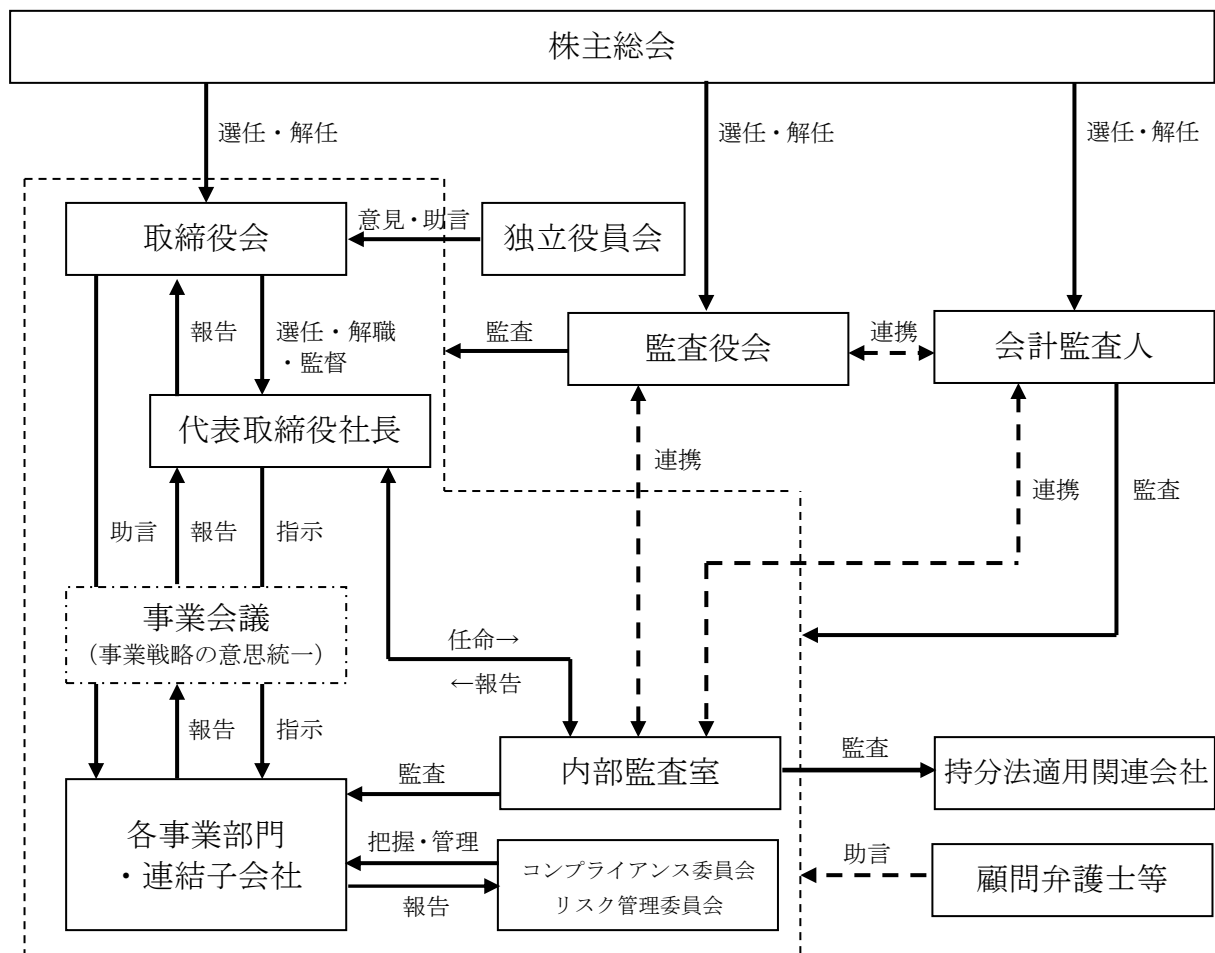 株主総会
選任・解任
選任・解任
選任・解任
取締役会
意見・助言
独立役員会
報告
選任・解職
・監督
監査
監査役会
連携
会計監査人
代表取締役社長
連携
連携
監査
助言
報告
指示
事業会議
（事業戦略の意思統一）
任命→
←報告
報告
指示
監査
内部監査室
監査
持分法適用関連会社
各事業部門
・連結子会社
把握・管理
報告
コンプライアンス委員会
リスク管理委員会
助言
顧問弁護士等